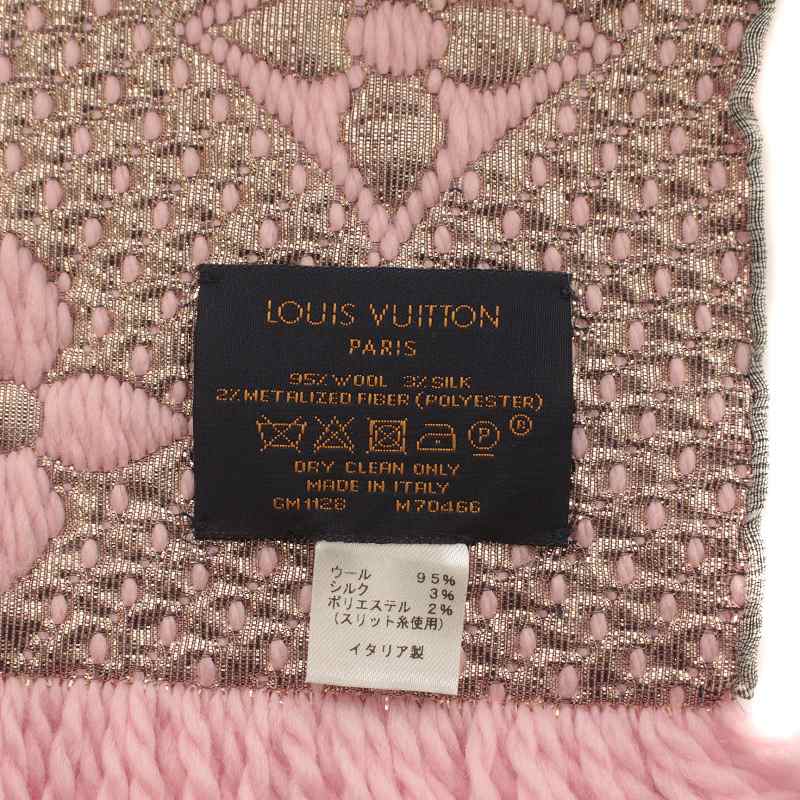 LOUIS VUITTON
PARIS
95% WOOL 3% SILK
2% METALIZED FIBER (POLYESTER)
P ®
DRY CLEAN ONLY
MADE IN ITALY
GM1128 M70466
ウール 95%
シルク 3%
ポリエステル 2%
(スリット糸使用)
イタリア製